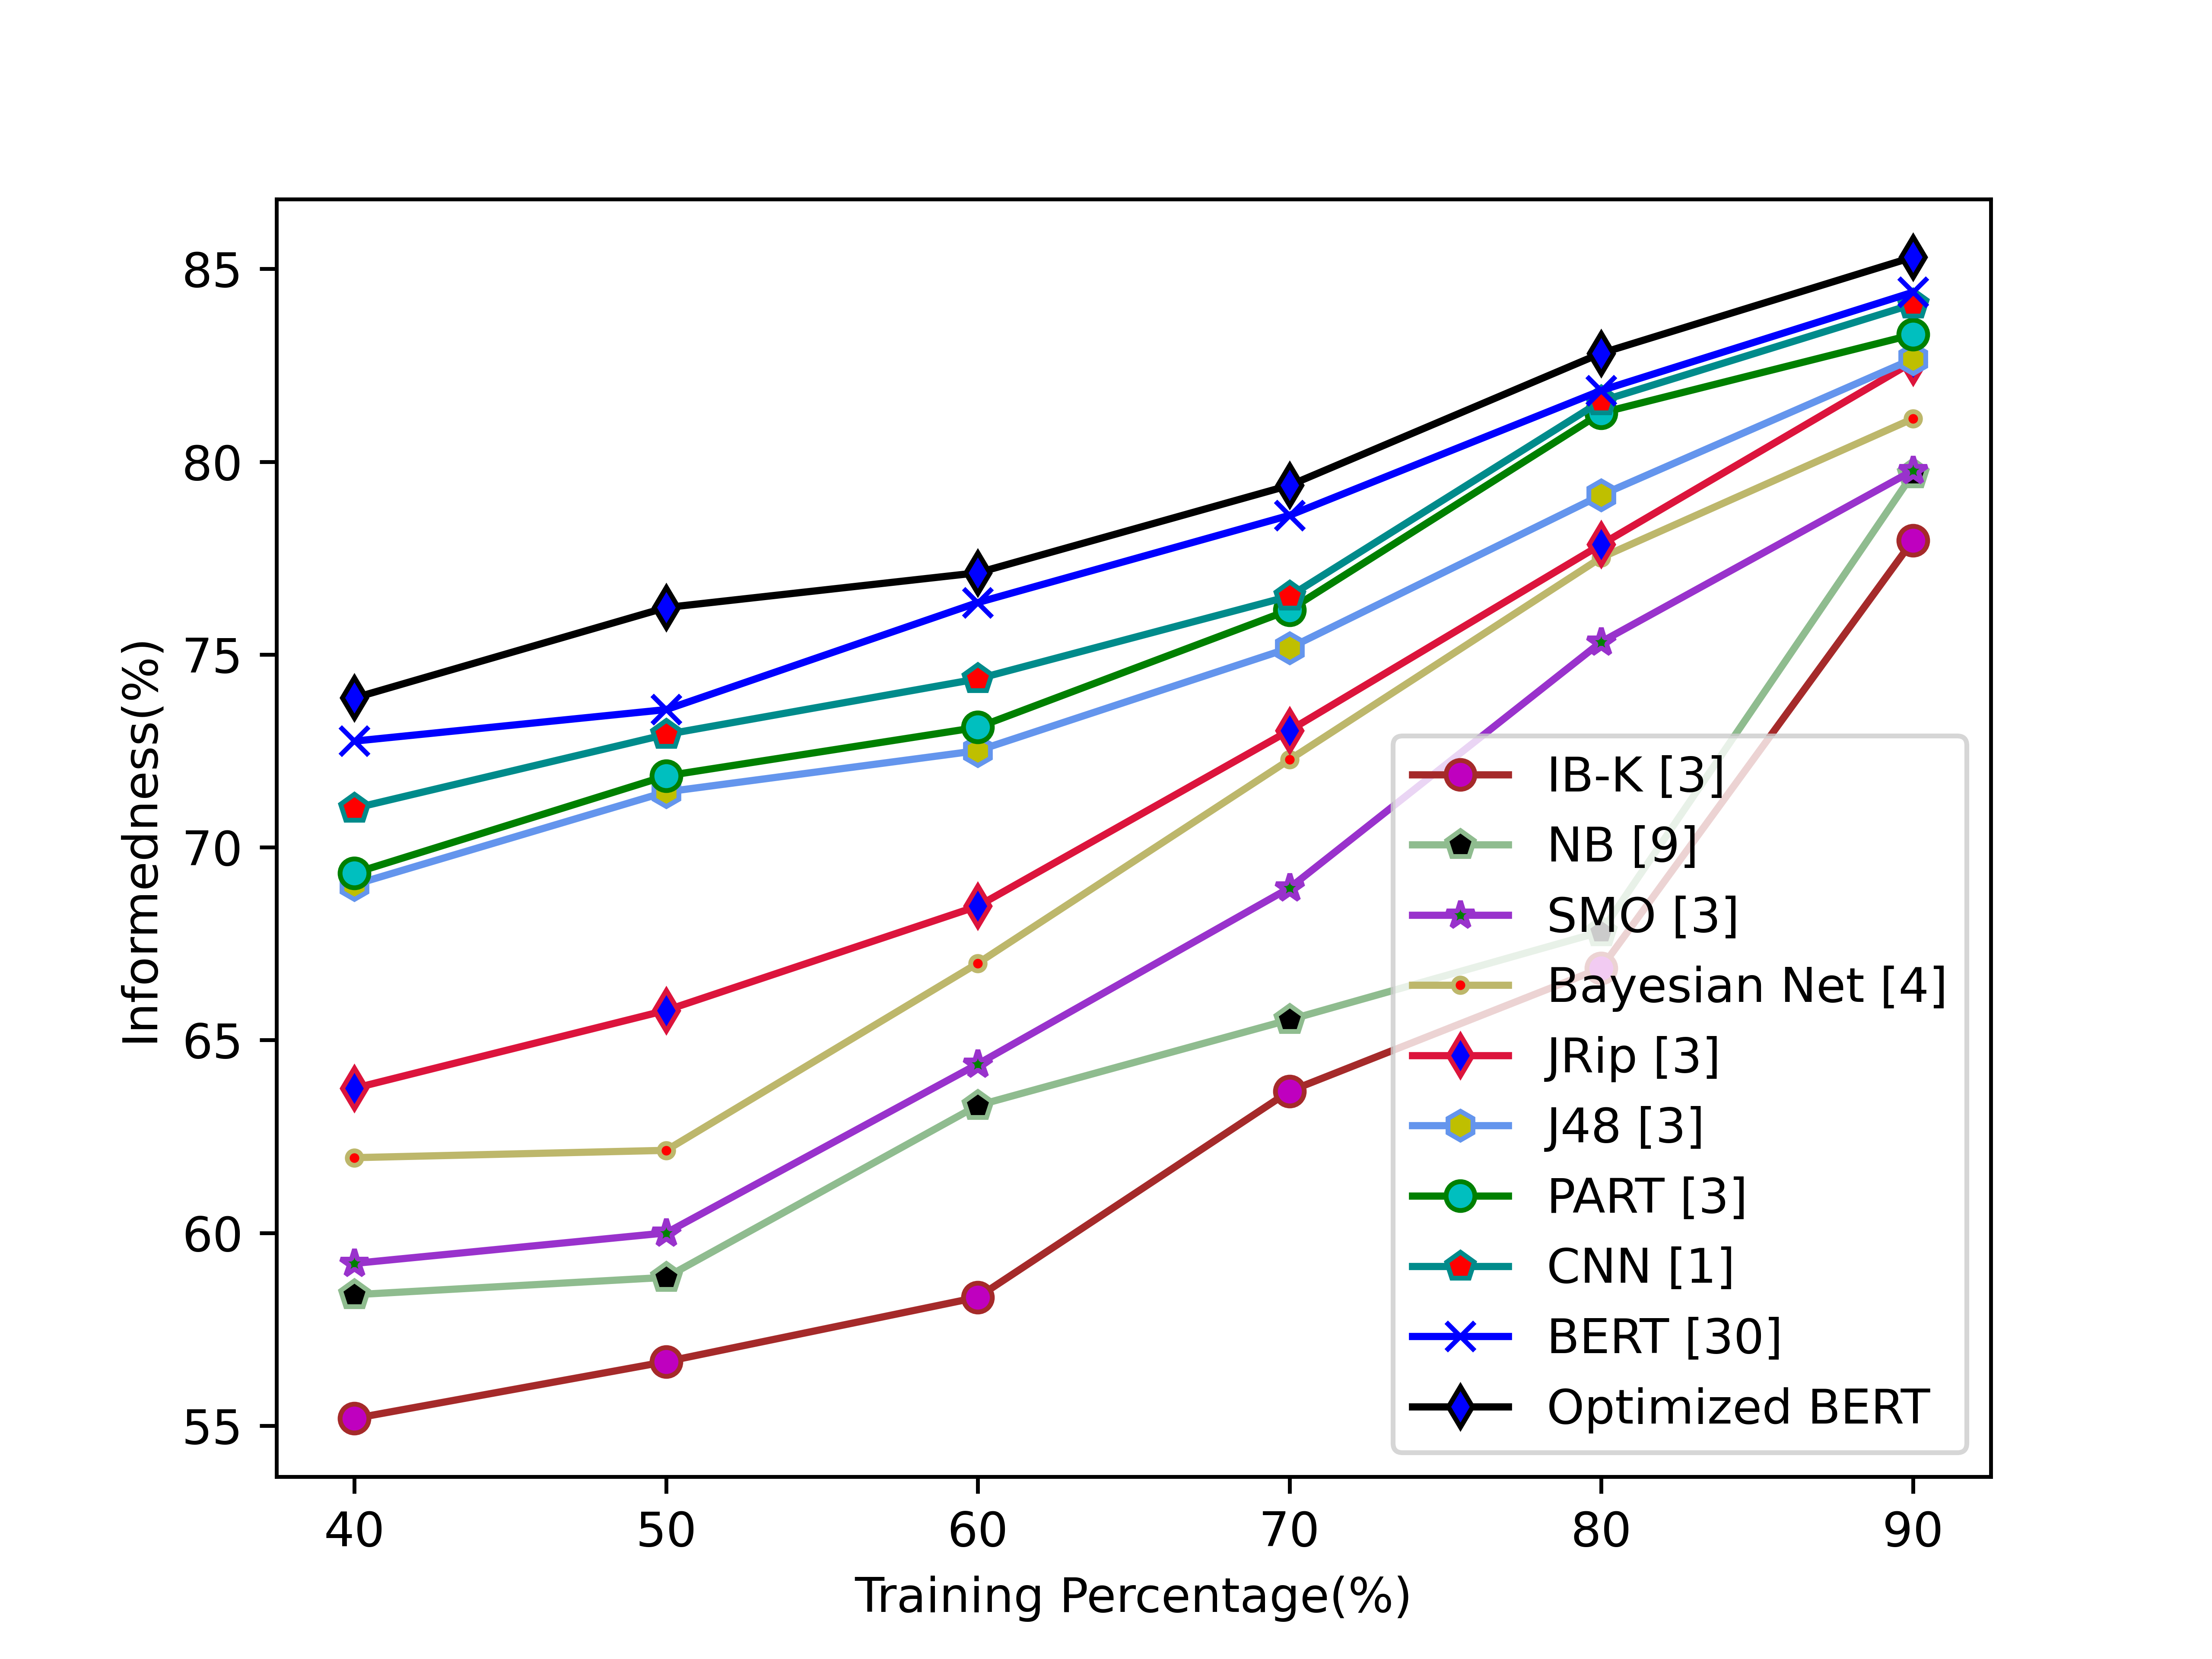 85
80
75
70
65
60
55
Informedness(%)
IB-K [3]
NB [9]
SMO [3]
Bayesian Net [4]
JRip [3]
J48 [3]
PART [3]
CNN [1]
BERT [30]
Optimized BERT
40 50 60 70 80 90
Training Percentage(%)